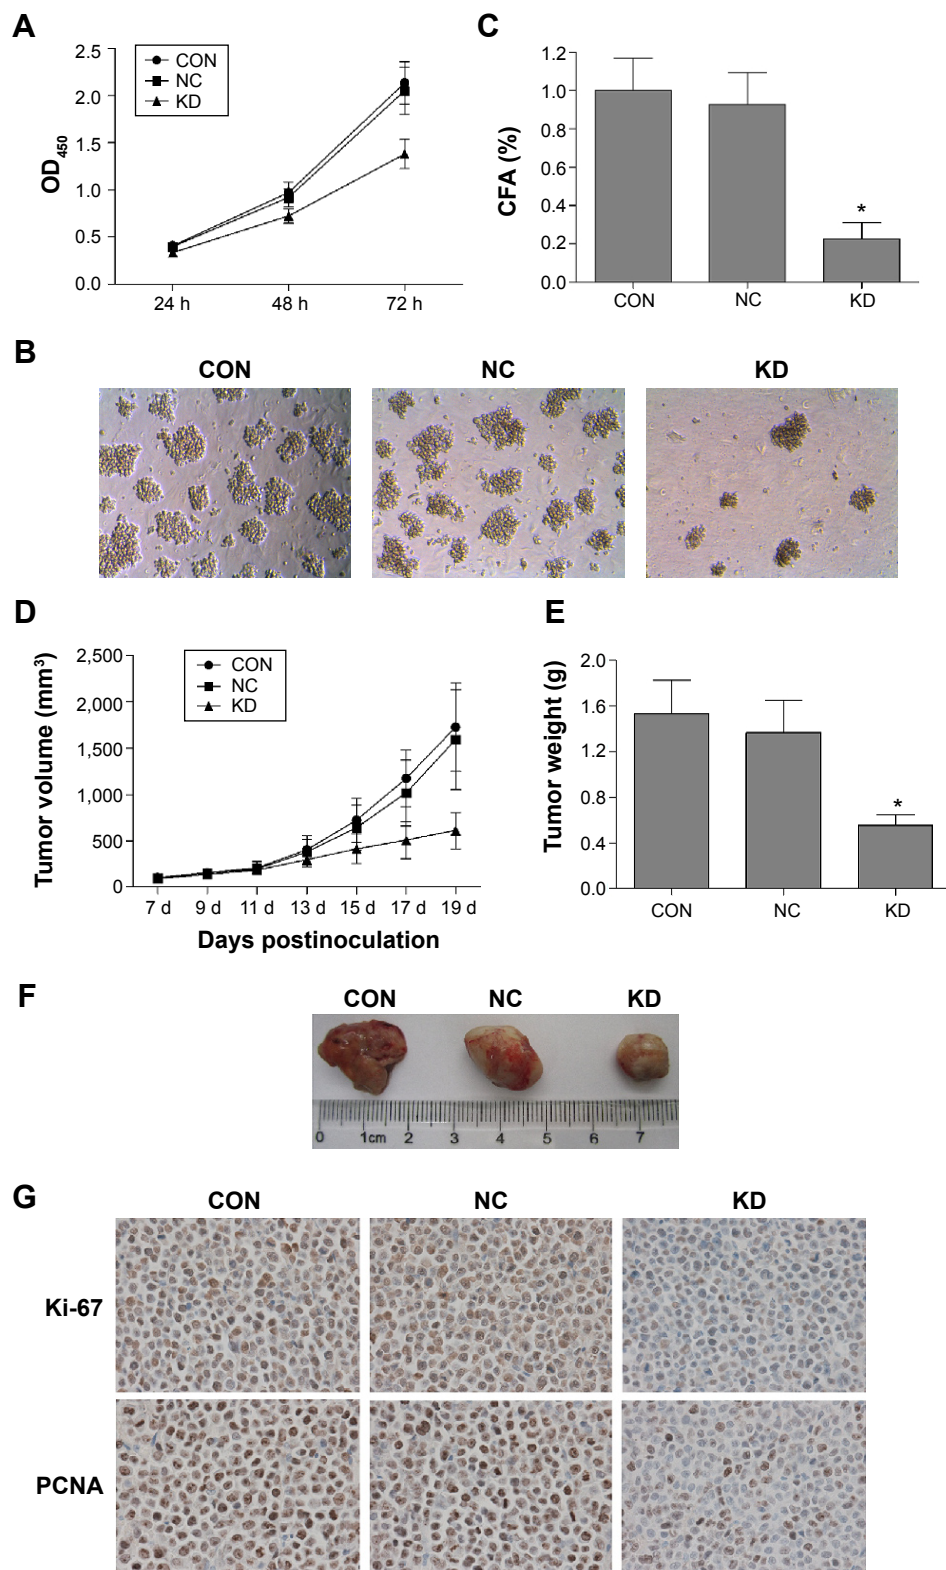 A
CON
NC
KD
OD450
2.5
2.0
1.5
1.0
0.5
0.0
24 h 48 h 72 h
C
CFA (%)
1.2
1.0
0.8
0.6
0.4
0.2
0.0
*
CON NC KD
B
CON NC KD
D
Tumor volume (mm³)
2,500
2,000
1,500
1,000
500
0
CON
NC
KD
7 d 9 d 11 d 13 d 15 d 17 d 19 d
Days postinoculation
E
Tumor weight (g)
2.0
1.6
1.2
0.8
0.4
0.0
*
CON NC KD
F
CON NC KD
0 1cm 2 3 4 5 6 7
G
CON NC KD
Ki-67
PCNA